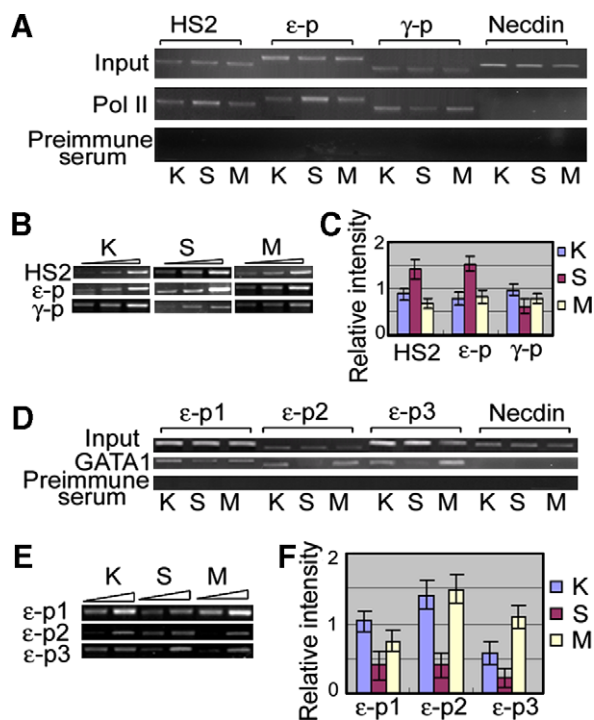 A
HS2 ε-p γ-p Necdin
Input
Pol II
Preimmune
serum
K S M K S M K S M K S M
B
K S M
HS2
ε-p
γ-p
C
Relative intensity
2
1
0
HS2 ε-p γ-p
K
S
M
D
ε-p1 ε-p2 ε-p3 Necdin
Input
GATA1
Preimmune
serum
K S M K S M K S M K S M
E
K S M
ε-p1
ε-p2
ε-p3
F
Relative intensity
2
1
0
ε-p1 ε-p2 ε-p3
K
S
M